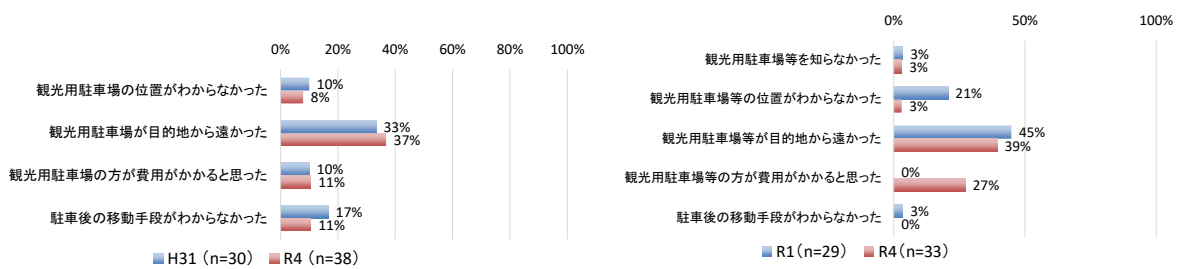 0% 20% 40% 60% 80% 100%
観光用駐車場の位置がわからなかった
10%
8%
観光用駐車場が目的地から遠かった
33%
37%
観光用駐車場の方が費用がかかると思った
10%
11%
駐車後の移動手段がわからなかった
17%
11%
H31 (n=30) R4 (n=38)
0% 50% 100%
観光用駐車場等を知らなかった
3%
3%
観光用駐車場等の位置がわからなかった
21%
3%
観光用駐車場等が目的地から遠かった
45%
39%
観光用駐車場等の方が費用がかかると思った
0%
27%
駐車後の移動手段がわからなかった
3%
0%
R1(n=29) R4(n=33)